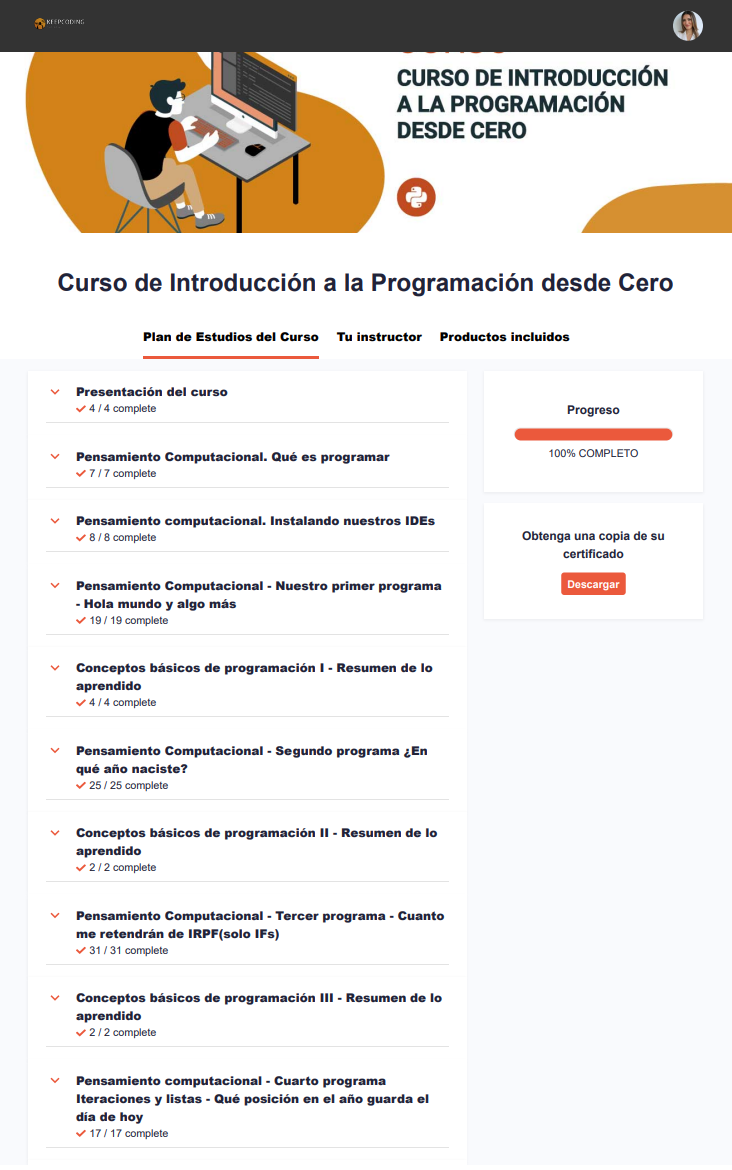 KEEPCODING
CURSO DE INTRODUCCIÓN
A LA PROGRAMACIÓN
DESDE CERO
Curso de Introducción a la Programación desde Cero
Plan de Estudios del Curso
Tu instructor
Productos incluidos
Presentación del curso
4 / 4 complete
Pensamiento Computacional. Qué es programar
7 / 7 complete
Pensamiento computacional. Instalando nuestros IDEs
8 / 8 complete
Pensamiento Computacional - Nuestro primer programa
- Hola mundo y algo más
19 / 19 complete
Conceptos básicos de programación I - Resumen de lo
aprendido
4 / 4 complete
Pensamiento Computacional - Segundo programa ¿En
qué año naciste?
25 / 25 complete
Conceptos básicos de programación II - Resumen de lo
aprendido
2 / 2 complete
Pensamiento Computacional - Tercer programa - Cuanto
me retendrán de IRPF(solo IFs)
31 / 31 complete
Conceptos básicos de programación III - Resumen de lo
aprendido
2 / 2 complete
Pensamiento computacional - Cuarto programa
Iteraciones y listas - Qué posición en el año guarda el
día de hoy
17 / 17 complete
Progreso
100% COMPLETO
Obtenga una copia de su
certificado
Descargar